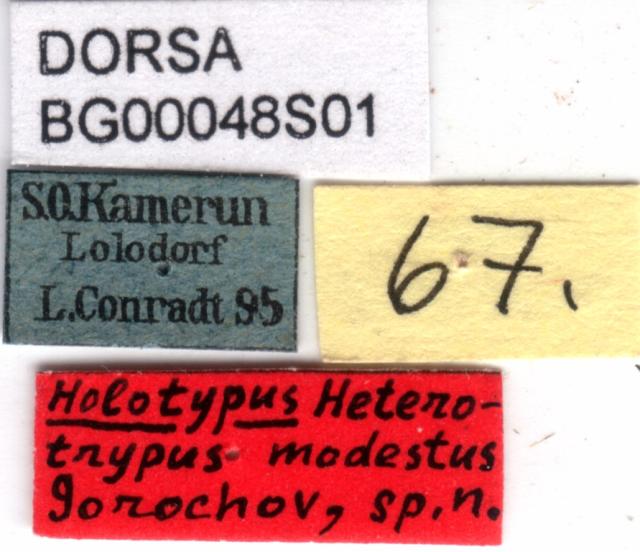 DORSA
BG00048S01
S.O.Kamerun
Lolodorf
L.Conradt 95
67.
Holotypus Hetero-
trypus modestus
Gorochov, sp.n.